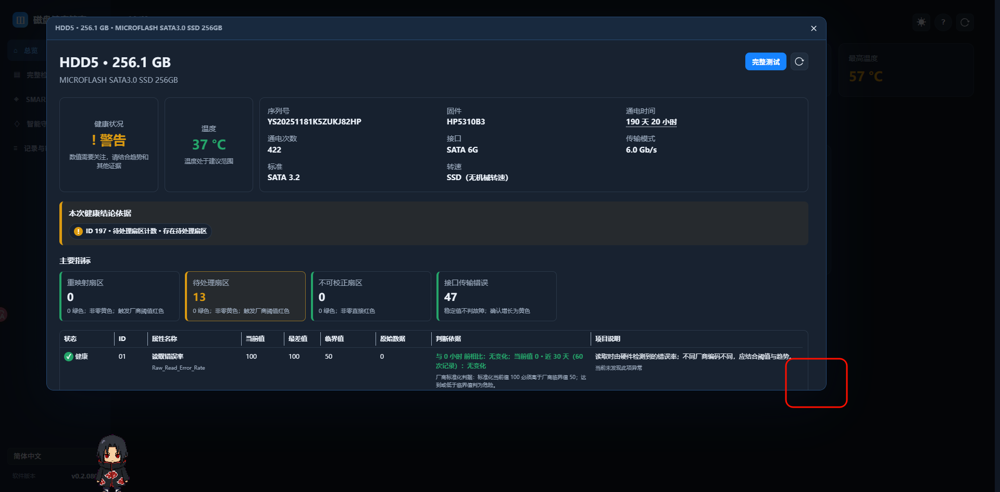 HDD5 • 256.1 GB • MICROFLASH SATA3.0 SSD 256GB
?
总览
完整检
SMAR
智能守
记录与
最高温度
57 °C
HDD5 • 256.1 GB
MICROFLASH SATA3.0 SSD 256GB
完整测试
健康状况
! 警告
数值需要关注，请结合趋势和
其他证据
温度
37 °C
温度处于建议范围
序列号
YS20251181K5ZUKJ82HP
固件
HP5310B3
通电时间
190 天 20 小时
通电次数
422
接口
SATA 6G
传输模式
6.0 Gb/s
标准
SATA 3.2
转速
SSD（无机械转速）
本次健康结论依据
! ID 197 • 待处理扇区计数 • 存在待处理扇区
主要指标
重映射扇区
0
0 绿色；非零黄色；触发厂商阈值红色
待处理扇区
13
0 绿色；非零黄色；触发厂商阈值红色
不可校正扇区
0
0 绿色；非零直接红色
接口传输错误
47
稳定值不判故障；确认增长为黄色
状态 ID 属性名称 当前值 最差值 临界值 原始数据 判断依据 项目说明
健康 01 读取错误率 100 100 50 0
Raw_Read_Error_Rate
与 0 小时 前相比：无变化；当前值 0 • 近 30 天（60
次记录）：无变化
厂商标准化判据：标准化当前值 100 必须高于厂商临界值 50；达
到或低于临界值判为危险。
读取时由硬件检测到的错误率；不同厂商编码不同，应结合阈值与趋势。
当前未发现此项异常
简体中文
软件版本 v0.2.080